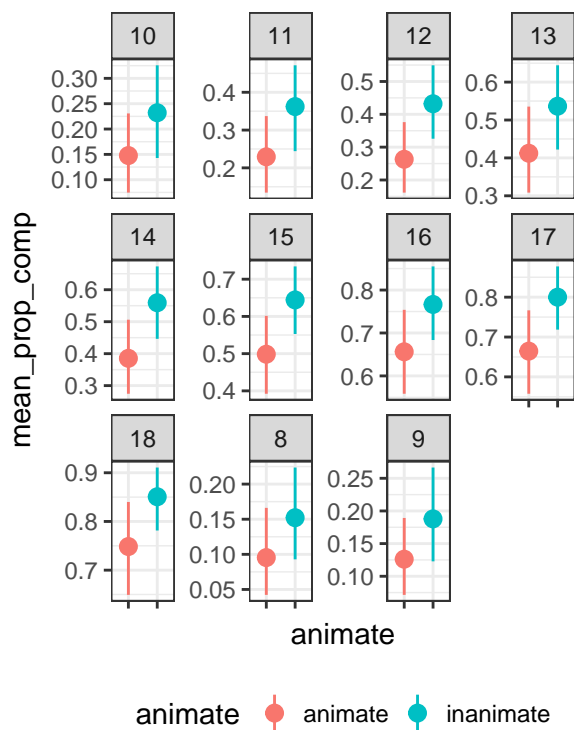 10 11 12 13
0.30 0.25 0.20 0.15 0.10
0.4 0.3 0.2
0.5 0.4 0.3 0.2
0.6 0.5 0.4 0.3
14 15 16 17
0.6 0.5 0.4 0.3
0.7 0.6 0.5 0.4
0.8 0.7 0.6
0.8 0.7 0.6
18 8 9
0.9 0.8 0.7
0.20 0.15 0.10 0.05
0.25 0.20 0.15 0.10
mean_prop_comp
animate
animate animate inanimate